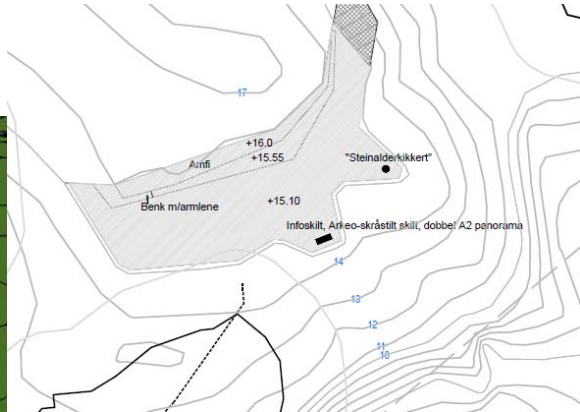 17
+16.0
Amfi
+15.55
"Steinalderkikkert"
Benk m/armlene
+15.10
Infoskilt, Arkeo-skråstilt skilt, dobbel A2 panorama
14
13
12
11
10